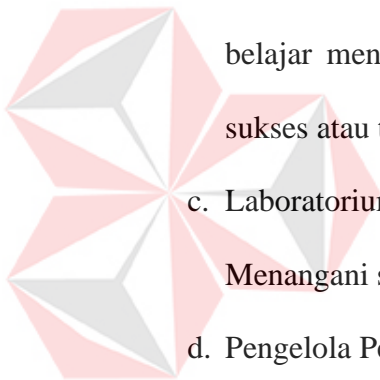 belajar men
sukses atau
c. Laboratoriu
Menangani
d. Pengelola